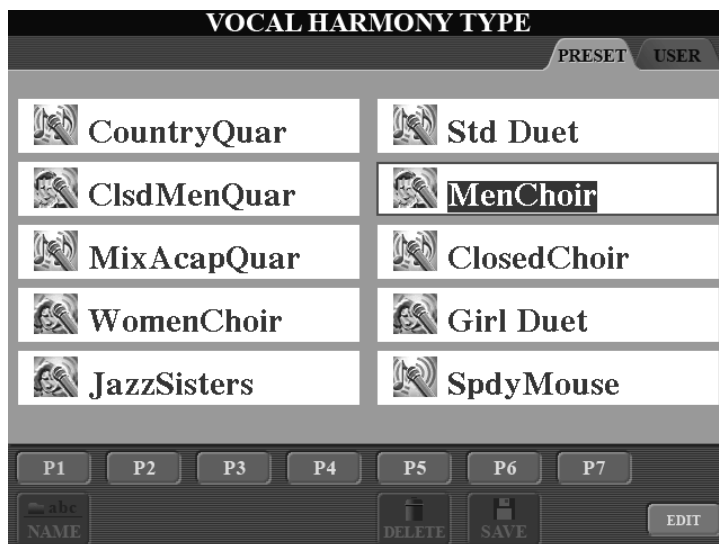 VOCAL HARMONY TYPE
PRESET USER
CountryQuar Std Duet
ClsdMenQuar MenChoir
MixAcapQuar ClosedChoir
WomenChoir Girl Duet
JazzSisters SpdyMouse
P1 P2 P3 P4 P5 P6 P7
abc
NAME DELETE SAVE EDIT